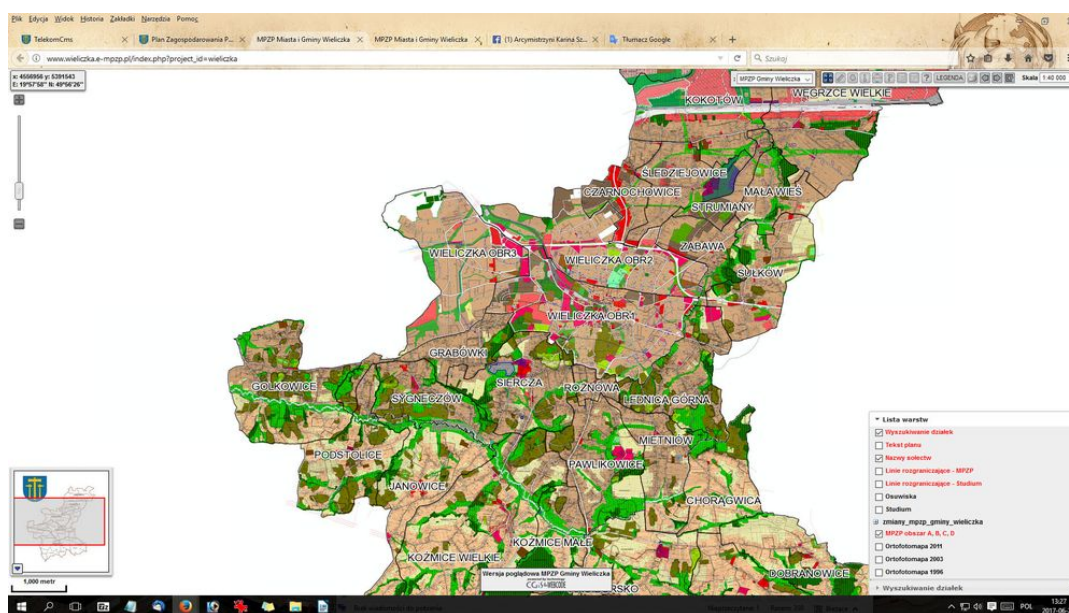 Plik Edycja Widok Historia Zakładki Narzędzia Pomoc
TelekomCms
Plan Zagospodarowania P...
MPZP Miasta i Gminy Wieliczka
MPZP Miasta i Gminy Wieliczka
(1) Arcymistrzyni Karina Sz...
Tłumacz Google
www.wieliczka.e-mpzp.pl/index.php?project_id=wieliczka
Szukaj
x: 4556956 y: 5391543
E: 19°57'58" N: 49°56'26"
MPZP Gminy Wieliczka
LEGENDA
Skala 1:40 000
KOKOTÓW
WĘGRZCE WIELKIE
ŚLEDZIEJOWICE
CZARNOCHOWICE
MAŁA WIEŚ
STRUMIANY
ZABAWA
WIELICZKA OBR3
WIELICZKA OBR2
SUŁKÓW
WIELICZKA OBR1
GRABÓWKI
GOLKOWICE
SIERCZA
ROŻNOWA
SYGNECZÓW
LEDNICA GÓRNA
MIETNIÓW
PODSTOLICE
PAWLIKOWICE
JANOWICE
CHORĄGWICA
KOŹMICE MAŁE
KOŹMICE WIELKIE
DOBRANOWICE
Lista warstw
Wyszukiwanie działek
Tekst planu
Nazwy sołectw
Linie rozgraniczające - MPZP
Linie rozgraniczające - Studium
Osuwiska
Studium
zmiany_mpzp_gminy_wieliczka
MPZP obszar A, B, C, D
Ortofotomapa 2011
Ortofotomapa 2003
Ortofotomapa 1996
Wyszukiwanie działek
1,000 metr
Wersja poglądowa MPZP Gminy Wieliczka
POL
13:27